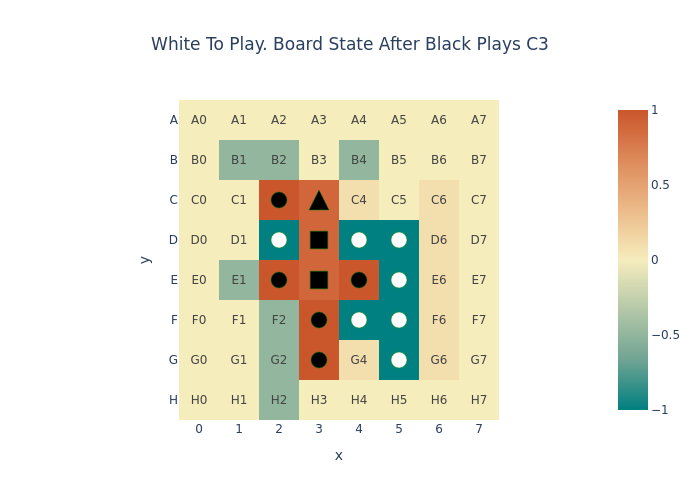 White To Play. Board State After Black Plays C3
A A0 A1 A2 A3 A4 A5 A6 A7
B B0 B1 B2 B3 B4 B5 B6 B7
C C0 C1 C4 C5 C6 C7
D D0 D1 D6 D7
E E0 E1 E6 E7
F F0 F1 F2 F6 F7
G G0 G1 G2 G4 G6 G7
H H0 H1 H2 H3 H4 H5 H6 H7
0 1 2 3 4 5 6 7
x
y
1
0.5
0
−0.5
−1